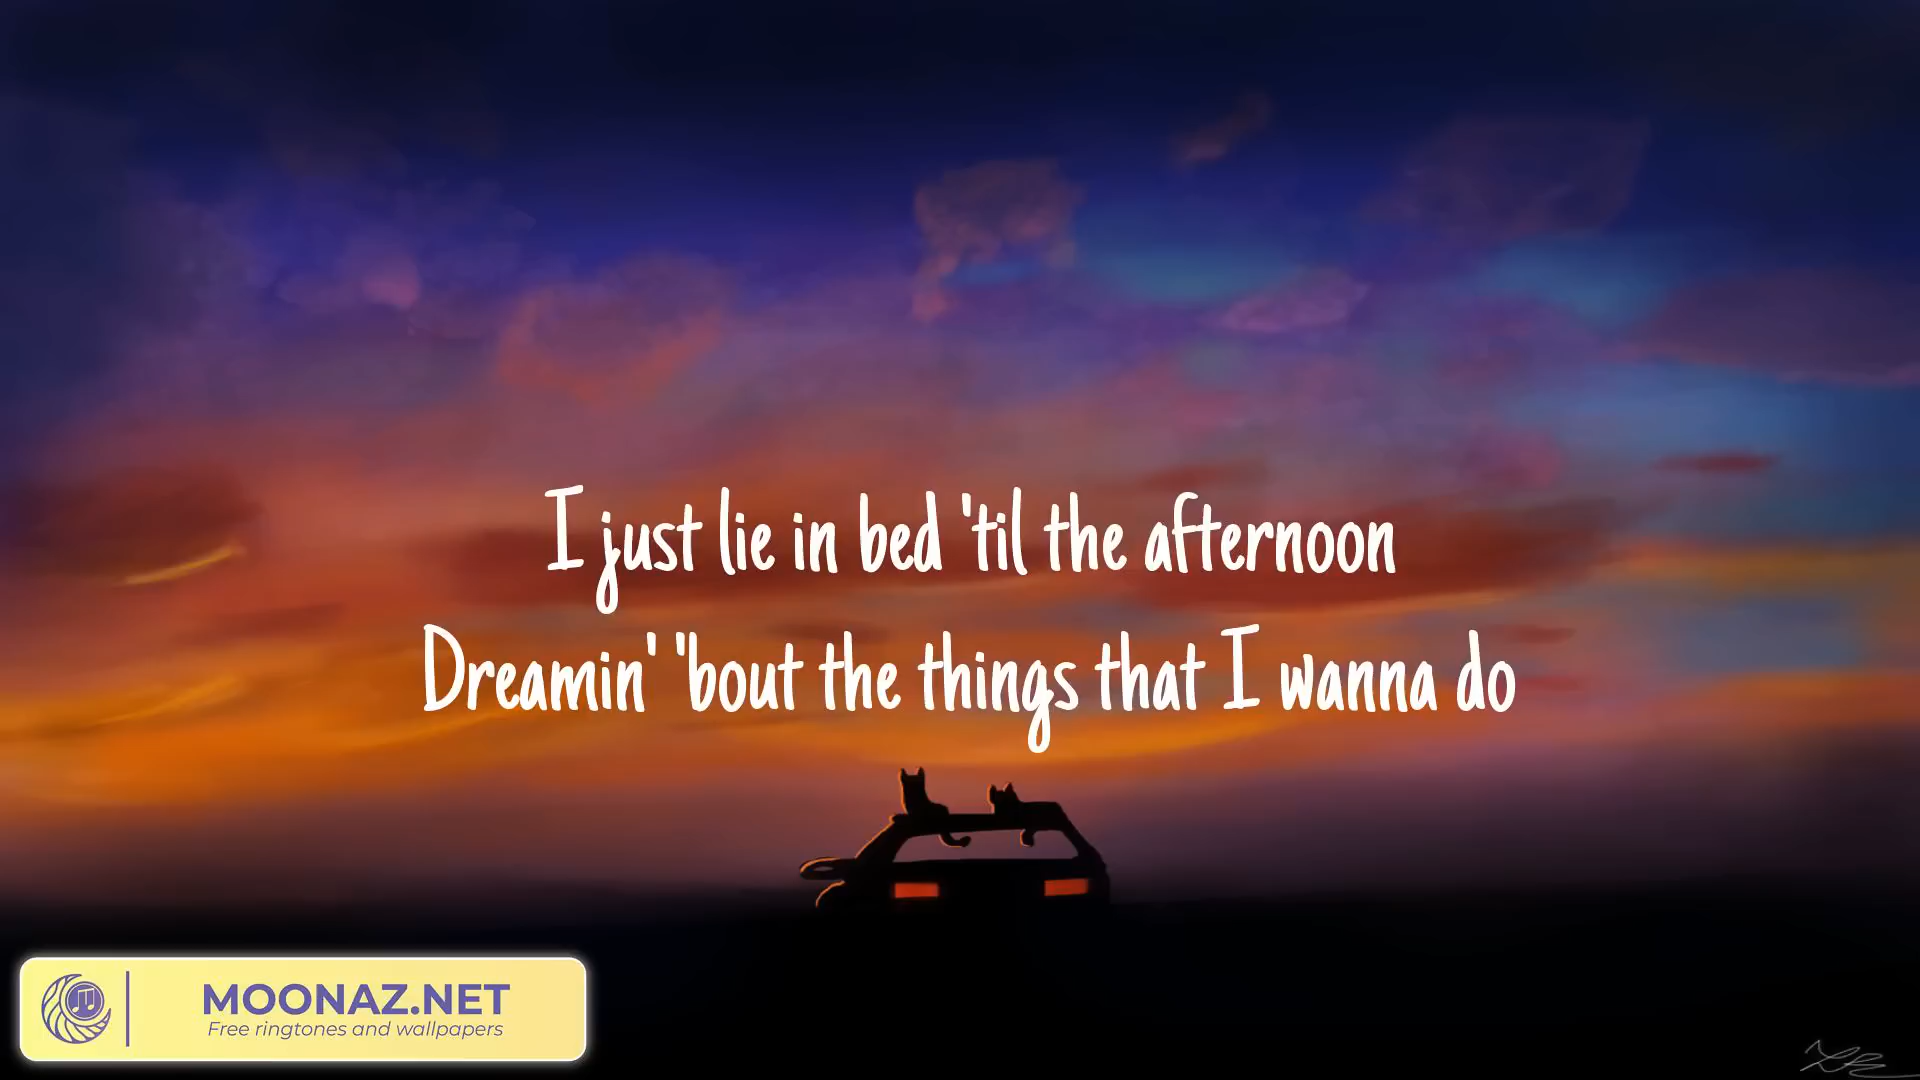 I just lie in bed 'til the afternoon
Dreamin' 'bout the things that I wanna do
MOONAZ.NET
Free ringtones and wallpapers